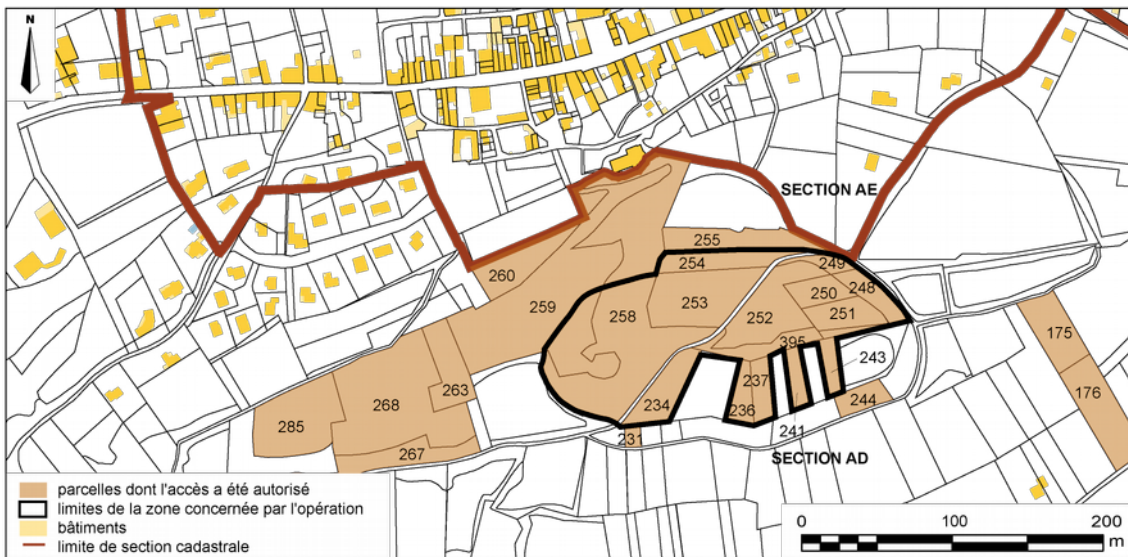 N
SECTION AE
255
254
249
260
248
250
253
259
251
258
252
175
395
243
237
263
176
268
244
234
236
285
231
241
267
SECTION AD
parcelles dont l'accès a été autorisé
limites de la zone concernée par l'opération
bâtiments
limite de section cadastrale
0 100 200
m